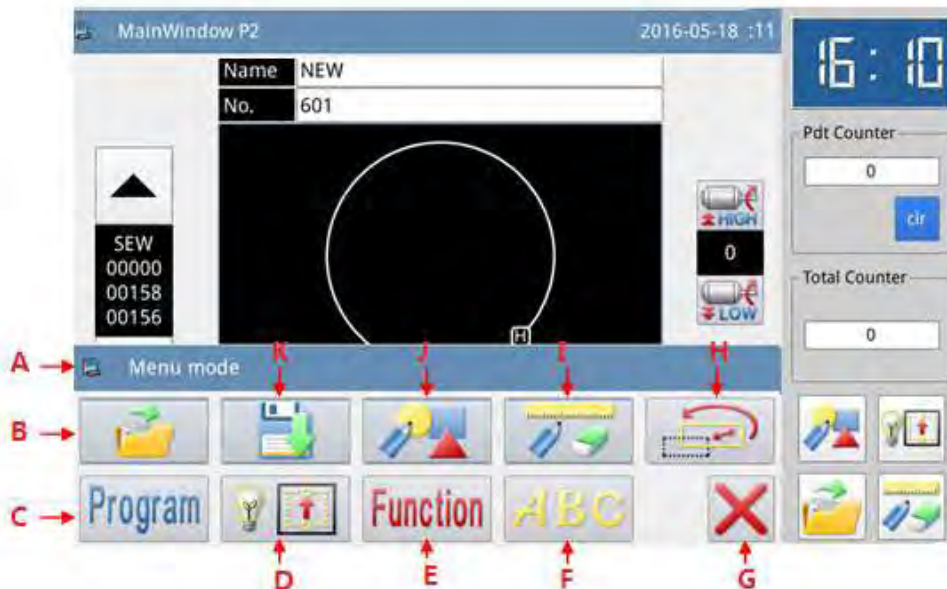 MainWindow P2
2016-05-18 :11
16:10
Name NEW
No. 601
Pdt Counter
0
clr
SEW
00000
00158
00156
HIGH
0
LOW
H
Total Counter
0
K J I H
A Menu mode
B
C Program Function ABC
D E F G